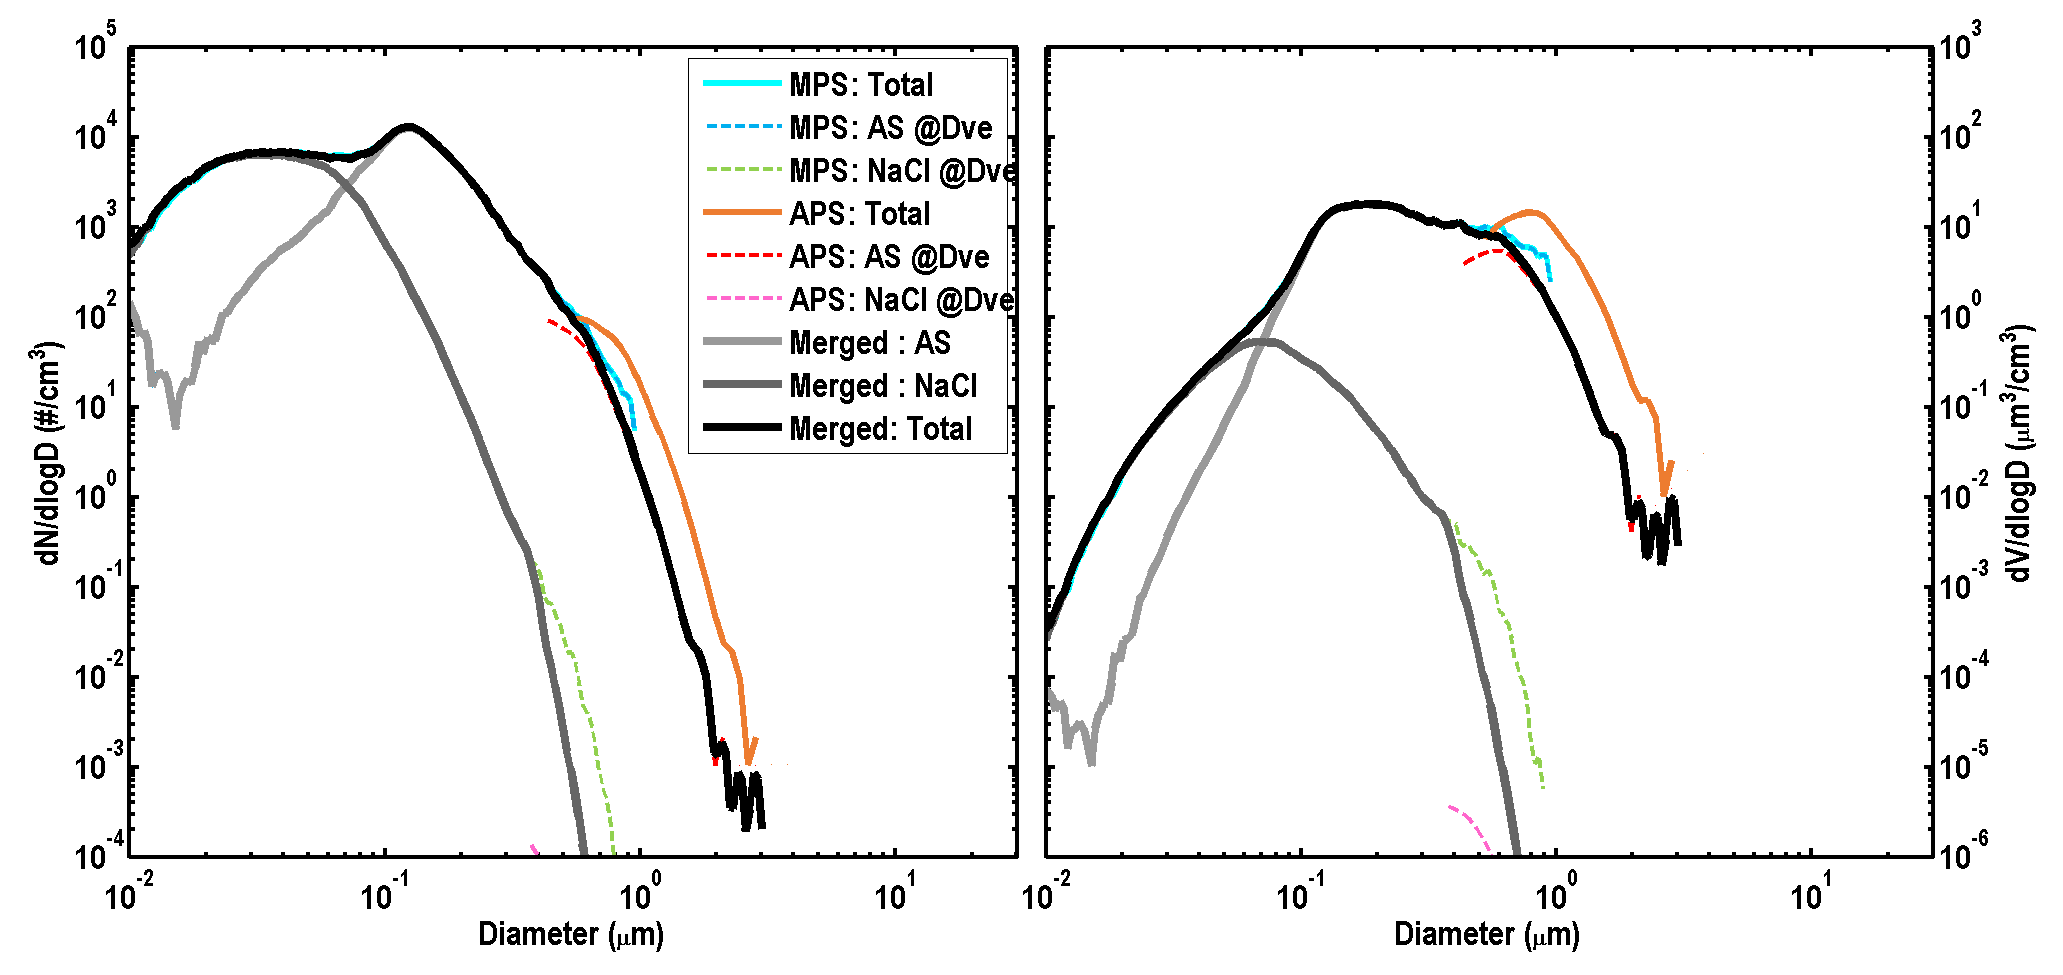 10^5
10^4
10^3
10^2
10^1
10^0
10^-1
10^-2
10^-3
10^-4
dN/dlogD (#/cm^3)
10^-2
10^-1
10^0
10^1
Diameter (μm)
MPS: Total
MPS: AS @Dve
MPS: NaCl @Dve
APS: Total
APS: AS @Dve
APS: NaCl @Dve
Merged : AS
Merged : NaCl
Merged: Total
10^-2
10^-1
10^0
10^1
Diameter (μm)
10^3
10^2
10^1
10^0
10^-1
10^-2
10^-3
10^-4
10^-5
10^-6
dV/dlogD (μm^3/cm^3)